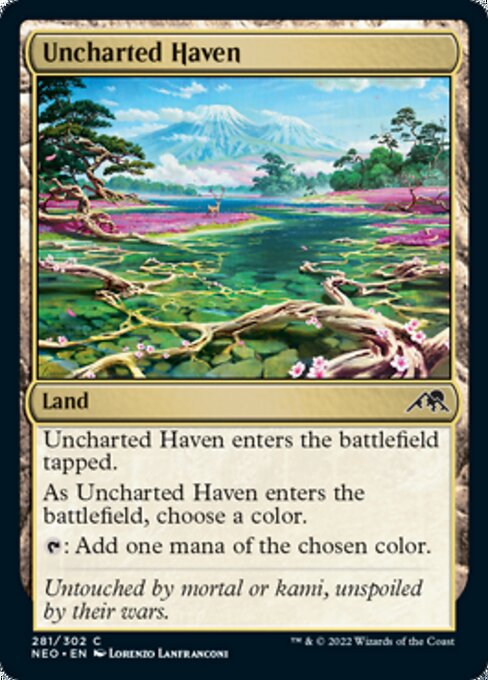 Uncharted Haven
Land
Uncharted Haven enters the battlefield
tapped.
As Uncharted Haven enters the
battlefield, choose a color.
: Add one mana of the chosen color.
Untouched by mortal or kami, unspoiled
by their wars.
281/302 C
™ & © 2022 Wizards of the Coast
NEO • EN Lorenzo Lanfranconi